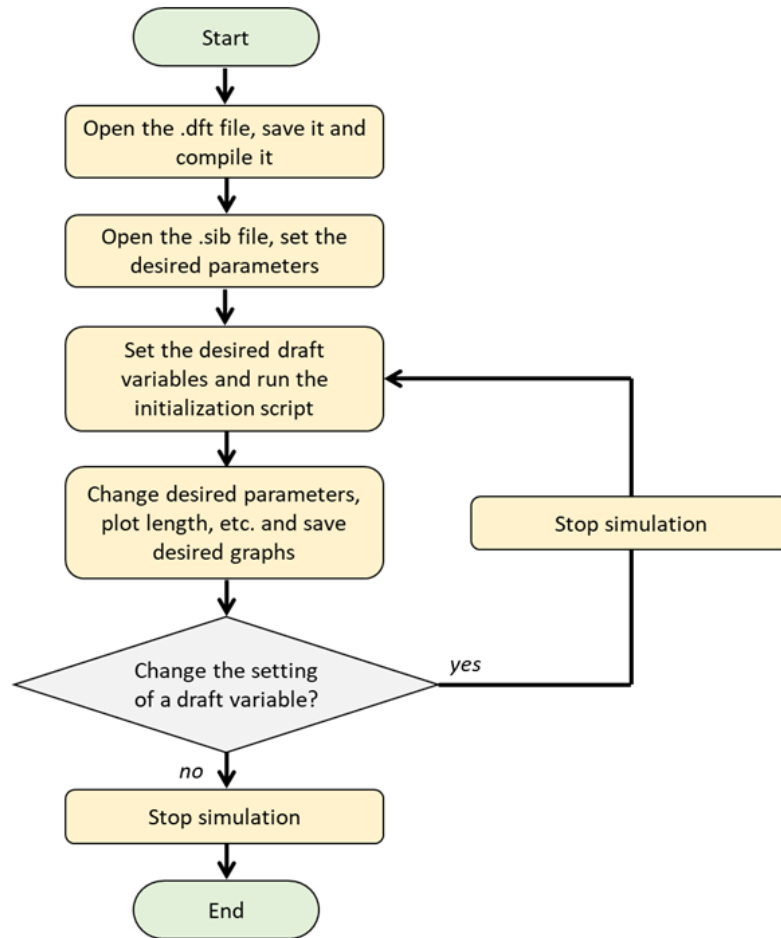 Start
Open the .dft file, save it and
compile it
Open the .sib file, set the
desired parameters
Set the desired draft
variables and run the
initialization script
Change desired parameters,
plot length, etc. and save
desired graphs
Stop simulation
Change the setting
of a draft variable?
yes
no
Stop simulation
End